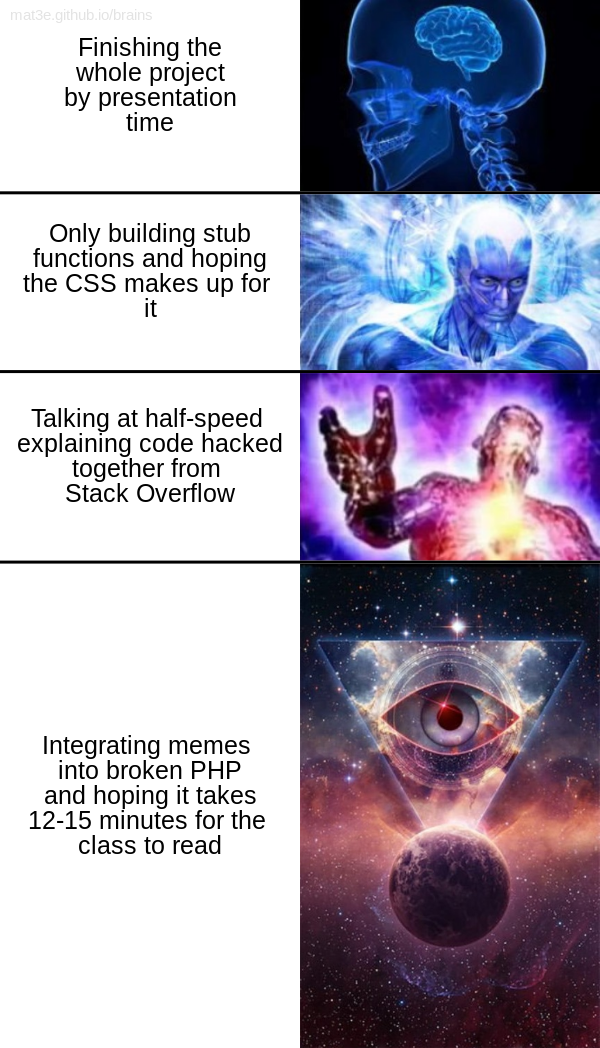 mat3e.github.io/brains
Finishing the
whole project
by presentation
time
Only building stub
functions and hoping
the CSS makes up for
it
Talking at half-speed
explaining code hacked
together from
Stack Overflow
Integrating memes
into broken PHP
and hoping it takes
12-15 minutes for the
class to read